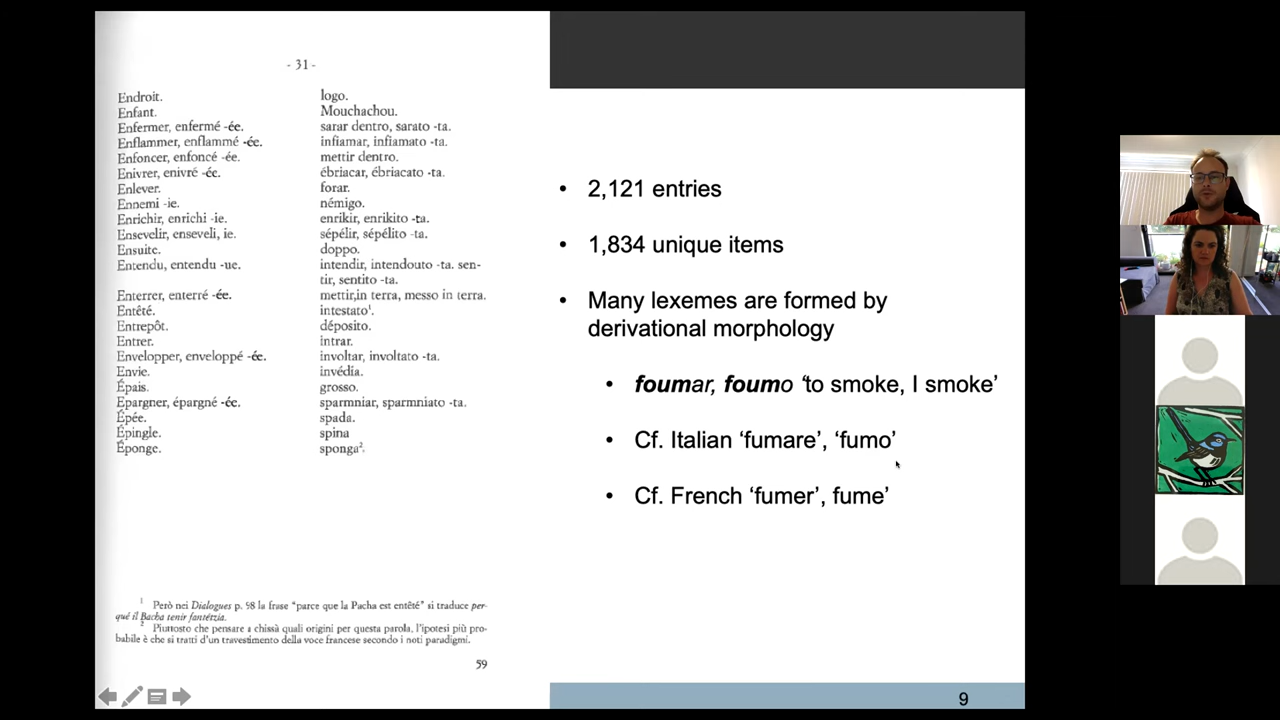 - 31 -
Endroit. logo.
Enfant. Mouchachou.
Enfermer, enfermé -ée. sarar dentro, sarato -ta.
Enflammer, enflammé -ée. infiamar, infiamato -ta.
Enfoncer, enfoncé -ée. mettir dentro.
Enivrer, enivré -ée. ébriacar, ébriacato -ta.
Enlever. forar.
Ennemi -ie. némigo.
Enrichir, enrichi -ie. enrikir, enrikito -ta.
Ensevelir, enseveli, ie. sépélir, sépélito -ta.
Ensuite. doppo.
Entendu, entendu -ue. intendir, intendouto -ta. sen-
tir, sentito -ta.
Enterrer, enterré -ée. mettir,in terra, messo in terra.
Entêté. intestato¹.
Entrepôt. déposito.
Entrer. intrar.
Envelopper, enveloppé -ée. involtar, involtato -ta.
Envie. invédia.
Épais. grosso.
Epargner, épargné -ée. sparmniar, sparmniato -ta.
Épée. spada.
Épingle. spina
Éponge. sponga².
¹ Però nei Dialogues p. 98 la frase "parce que la Pacha est entêté" si traduce per-
qué il Bacha tenir fantétzia.
² Piuttosto che pensare a chissà quali origini per questa parola, l'ipotesi più pro-
babile è che si tratti d'un travestimento della voce francese secondo i noti paradigmi.
59
• 2,121 entries
• 1,834 unique items
• Many lexemes are formed by
derivational morphology
• foumar, foumo ‘to smoke, I smoke’
• Cf. Italian ‘fumare’, ‘fumo’
• Cf. French ‘fumer’, fume’
9